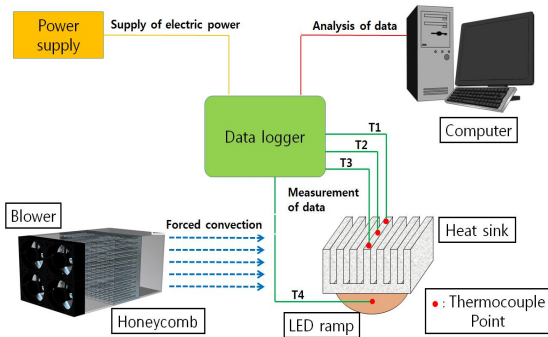 Power
supply
Supply of electric power
Analysis of data
Computer
Data logger
T1
T2
T3
Measurement
of data
Blower
Forced convection
Heat sink
T4
Honeycomb
LED ramp
: Thermocouple
Point